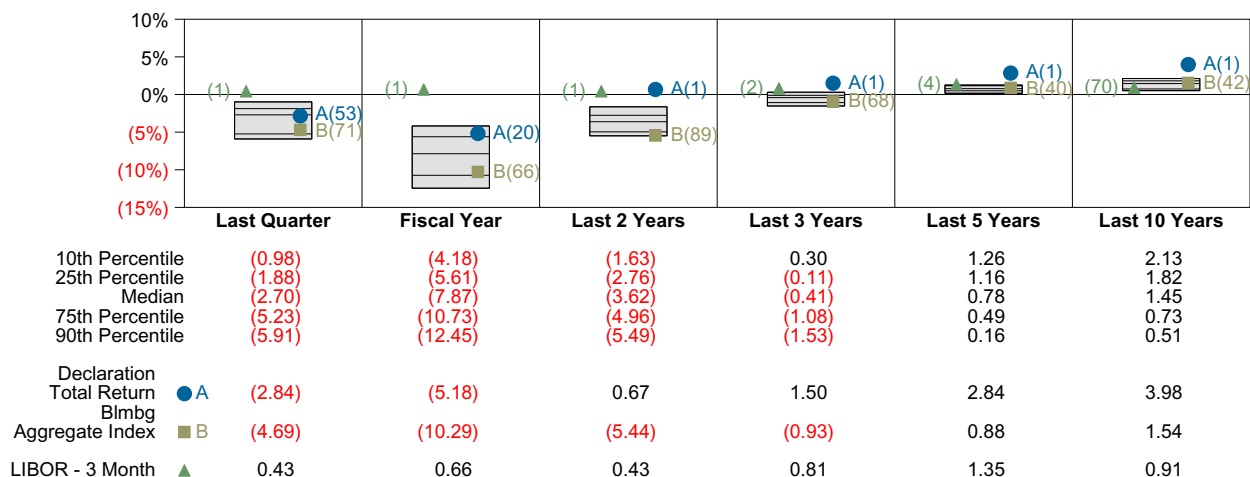 10%
5%
0%
(5%)
(10%)
(15%)
(1) A(53) B(71)
(1) A(20) B(66)
(1) A(1) B(89)
(2) A(1) B(68)
(4) A(1) B(40)
(70) A(1) B(42)
Last Quarter Fiscal Year Last 2 Years Last 3 Years Last 5 Years Last 10 Years
10th Percentile (0.98) (4.18) (1.63) 0.30 1.26 2.13
25th Percentile (1.88) (5.61) (2.76) (0.11) 1.16 1.82
Median (2.70) (7.87) (3.62) (0.41) 0.78 1.45
75th Percentile (5.23) (10.73) (4.96) (1.08) 0.49 0.73
90th Percentile (5.91) (12.45) (5.49) (1.53) 0.16 0.51
Declaration
Total Return A (2.84) (5.18) 0.67 1.50 2.84 3.98
Blmbg
Aggregate Index B (4.69) (10.29) (5.44) (0.93) 0.88 1.54
LIBOR - 3 Month 0.43 0.66 0.43 0.81 1.35 0.91